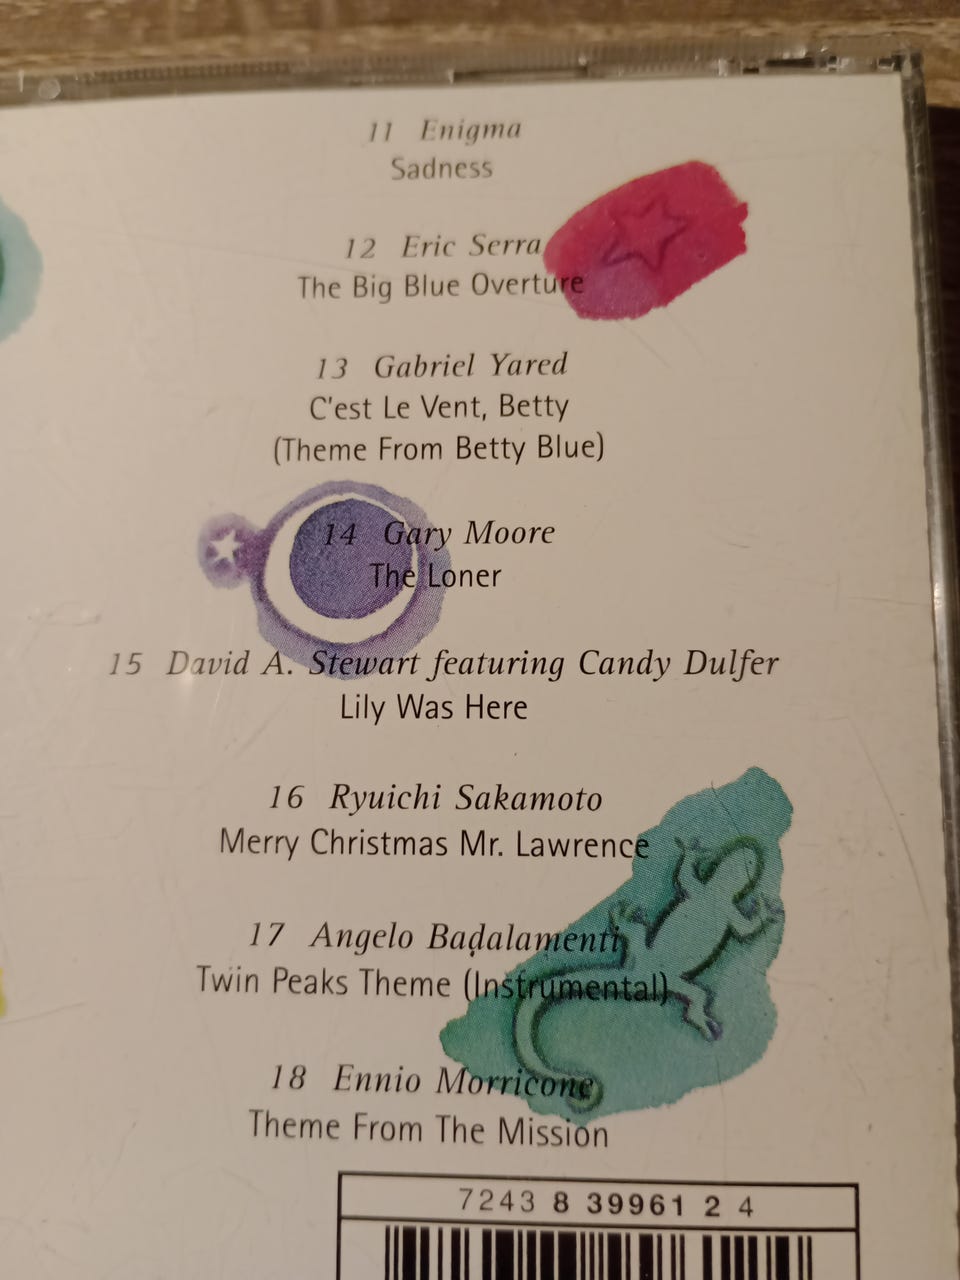 11 Enigma
Sadness
12 Eric Serra
The Big Blue Overture
13 Gabriel Yared
C'est Le Vent, Betty
(Theme From Betty Blue)
14 Gary Moore
The Loner
15 David A. Stewart featuring Candy Dulfer
Lily Was Here
16 Ryuichi Sakamoto
Merry Christmas Mr. Lawrence
17 Angelo Badalamenti
Twin Peaks Theme (Instrumental)
18 Ennio Morricone
Theme From The Mission
7243 8 39961 2 4